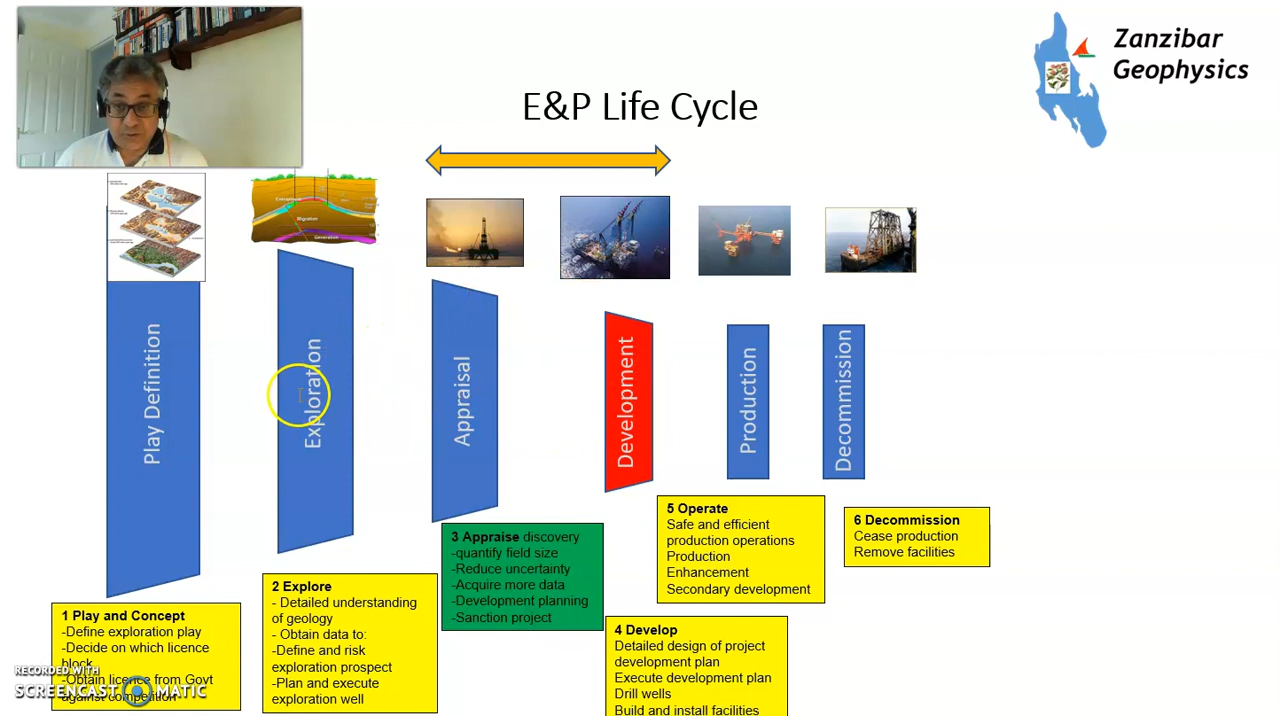 Zanzibar
Geophysics
E&P Life Cycle
Entrapment
Migration
Generation
Play Definition
Exploration
Appraisal
Development
Production
Decommission
1 Play and Concept
-Define exploration play
-Decide on which licence
block
-Obtain licence from Govt
against competition
2 Explore
- Detailed understanding
of geology
- Obtain data to:
-Define and risk
exploration prospect
-Plan and execute
exploration well
3 Appraise discovery
-quantify field size
-Reduce uncertainty
-Acquire more data
-Development planning
-Sanction project
4 Develop
Detailed design of project
development plan
Execute development plan
Drill wells
Build and install facilities
5 Operate
Safe and efficient
production operations
Production
Enhancement
Secondary development
6 Decommission
Cease production
Remove facilities
RECORDED WITH
SCREENCAST MATIC